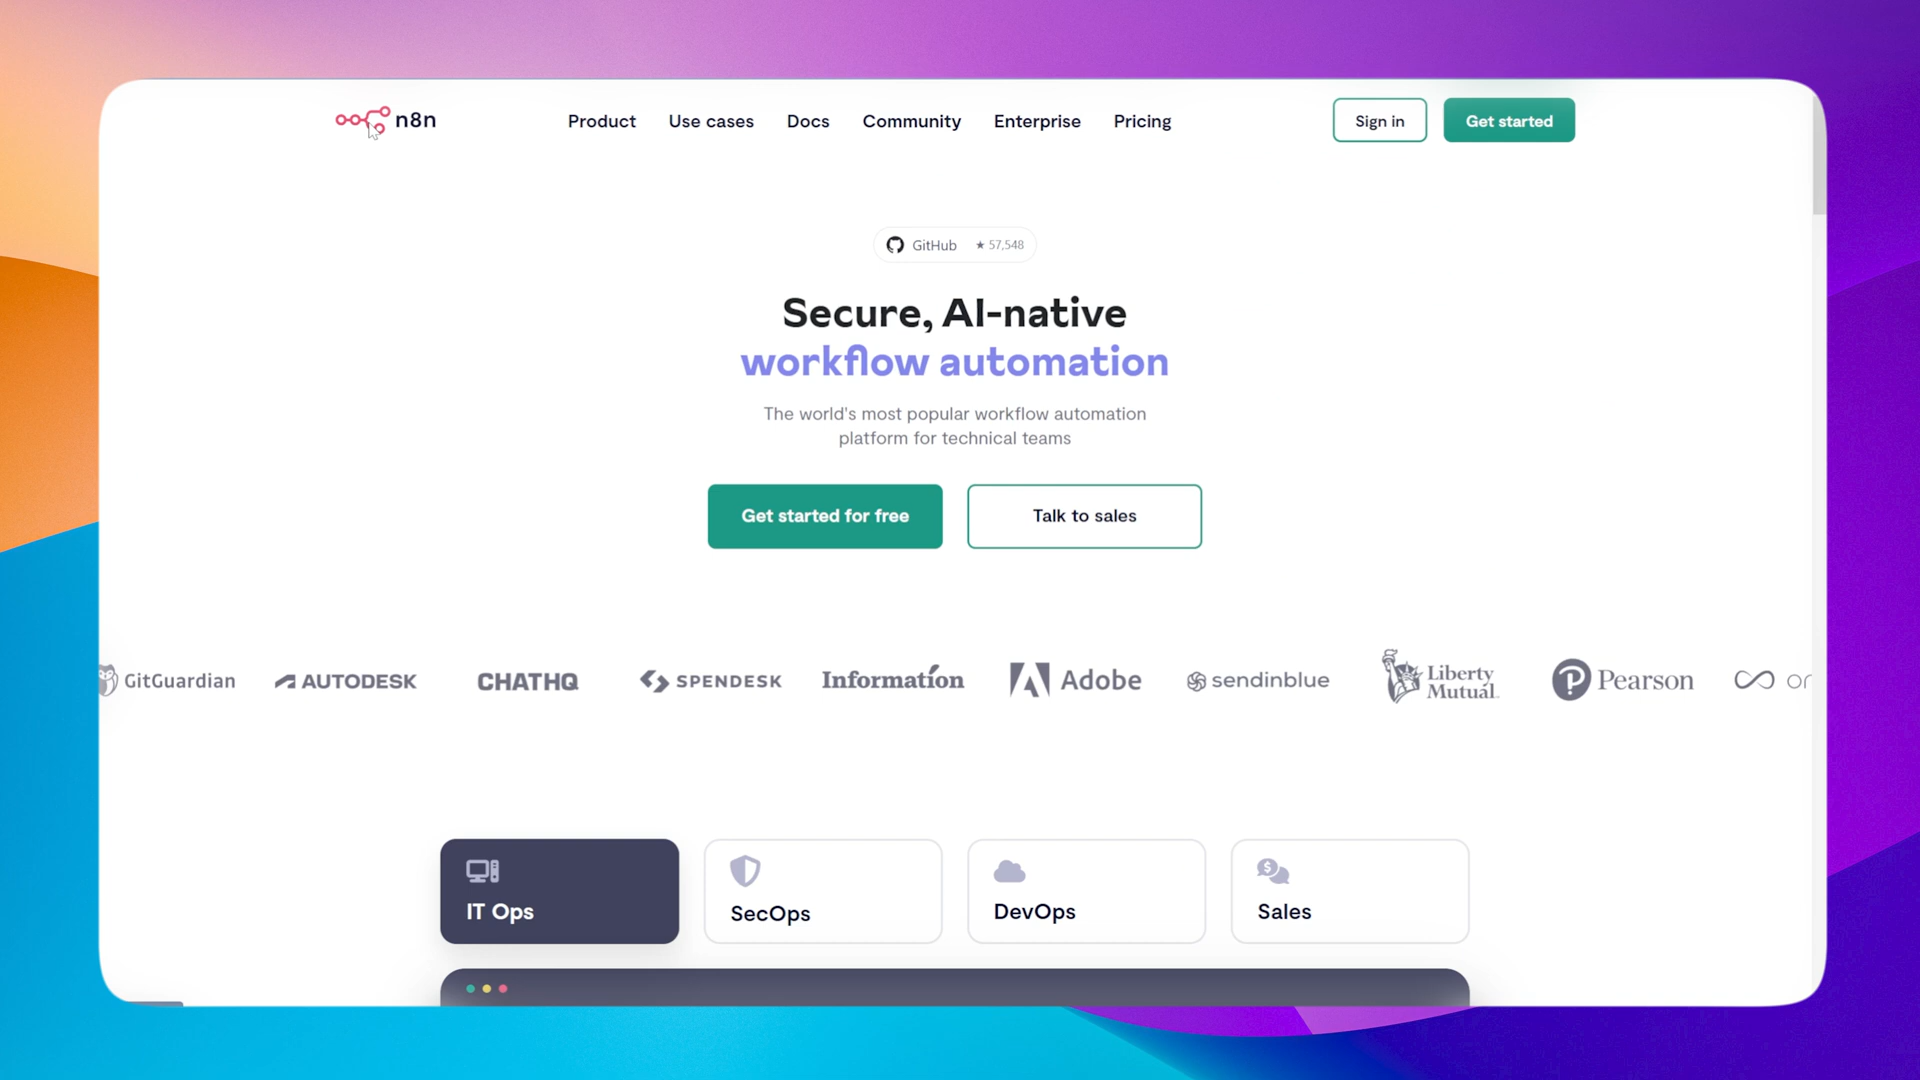 n8n
Product
Use cases
Docs
Community
Enterprise
Pricing
Sign in
Get started
GitHub ★ 57,548
Secure, AI-native
workflow automation
The world's most popular workflow automation
platform for technical teams
Get started for free
Talk to sales
GitGuardian
AUTODESK
CHATHQ
SPENDESK
Informatíon
Adobe
sendinblue
Liberty
Mutual.
Pearson
or
IT Ops
SecOps
DevOps
Sales